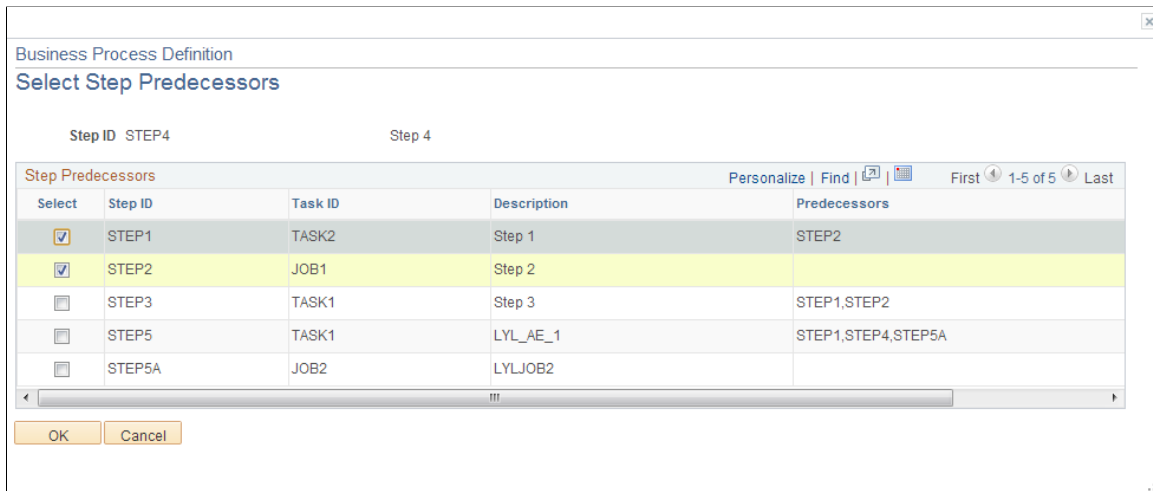 Business Process Definition
Select Step Predecessors
Step ID STEP4 Step 4
Step Predecessors Personalize | Find | | First 1-5 of 5 Last
Select Step ID Task ID Description Predecessors
STEP1 TASK2 Step 1 STEP2
STEP2 JOB1 Step 2
STEP3 TASK1 Step 3 STEP1,STEP2
STEP5 TASK1 LYL_AE_1 STEP1,STEP4,STEP5A
STEP5A JOB2 LYLJOB2
OK Cancel